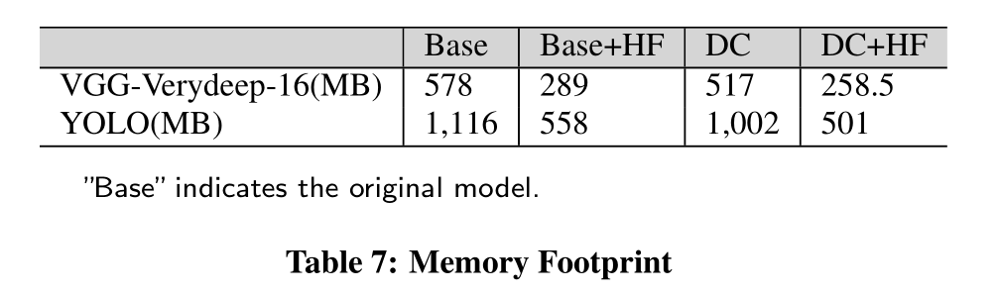 Base Base+HF DC DC+HF
VGG-Verydeep-16(MB) 578 289 517 258.5
YOLO(MB) 1,116 558 1,002 501
”Base” indicates the original model.
Table 7: Memory Footprint